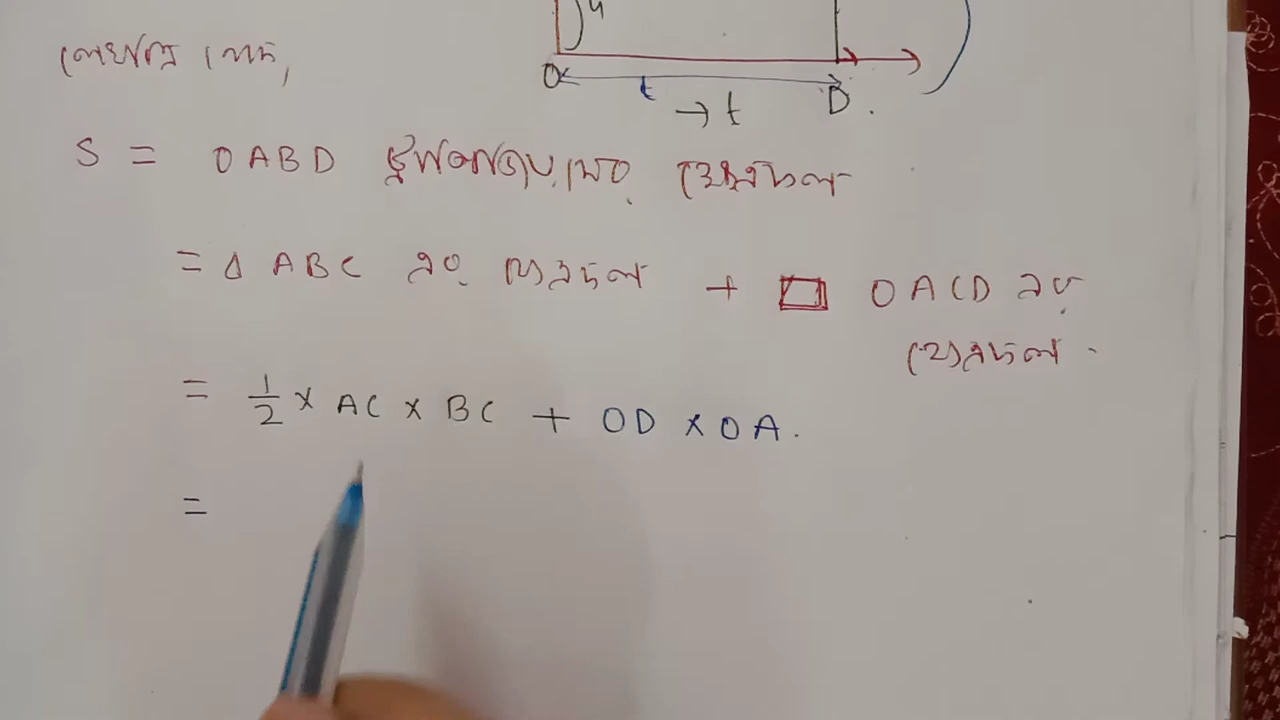 u
O t D.
→ t
S = OABD ক্ষেত্রফল
= Δ ABC এর ক্ষেত্রফল + ▭ OACD এর
ক্ষেত্রফল
= 1/2 × AC × BC + OD × OA.
=